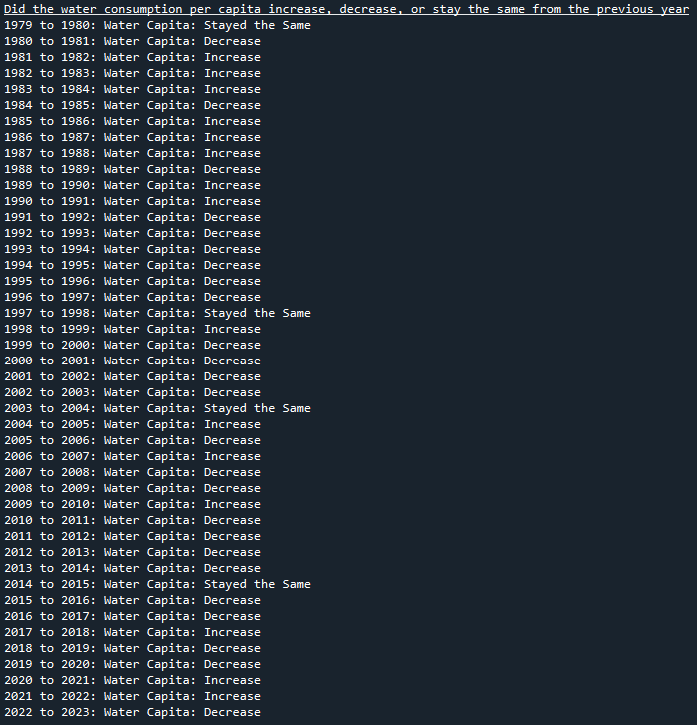 Did the water consumption per capita increase, decrease, or stay the same from the previous year
1979 to 1980: Water Capita: Stayed the Same
1980 to 1981: Water Capita: Decrease
1981 to 1982: Water Capita: Increase
1982 to 1983: Water Capita: Increase
1983 to 1984: Water Capita: Increase
1984 to 1985: Water Capita: Decrease
1985 to 1986: Water Capita: Increase
1986 to 1987: Water Capita: Increase
1987 to 1988: Water Capita: Increase
1988 to 1989: Water Capita: Decrease
1989 to 1990: Water Capita: Increase
1990 to 1991: Water Capita: Increase
1991 to 1992: Water Capita: Decrease
1992 to 1993: Water Capita: Decrease
1993 to 1994: Water Capita: Decrease
1994 to 1995: Water Capita: Decrease
1995 to 1996: Water Capita: Decrease
1996 to 1997: Water Capita: Decrease
1997 to 1998: Water Capita: Stayed the Same
1998 to 1999: Water Capita: Increase
1999 to 2000: Water Capita: Decrease
2000 to 2001: Water Capita: Decrease
2001 to 2002: Water Capita: Decrease
2002 to 2003: Water Capita: Decrease
2003 to 2004: Water Capita: Stayed the Same
2004 to 2005: Water Capita: Increase
2005 to 2006: Water Capita: Decrease
2006 to 2007: Water Capita: Increase
2007 to 2008: Water Capita: Decrease
2008 to 2009: Water Capita: Decrease
2009 to 2010: Water Capita: Increase
2010 to 2011: Water Capita: Decrease
2011 to 2012: Water Capita: Decrease
2012 to 2013: Water Capita: Decrease
2013 to 2014: Water Capita: Decrease
2014 to 2015: Water Capita: Stayed the Same
2015 to 2016: Water Capita: Decrease
2016 to 2017: Water Capita: Decrease
2017 to 2018: Water Capita: Increase
2018 to 2019: Water Capita: Decrease
2019 to 2020: Water Capita: Decrease
2020 to 2021: Water Capita: Increase
2021 to 2022: Water Capita: Increase
2022 to 2023: Water Capita: Decrease